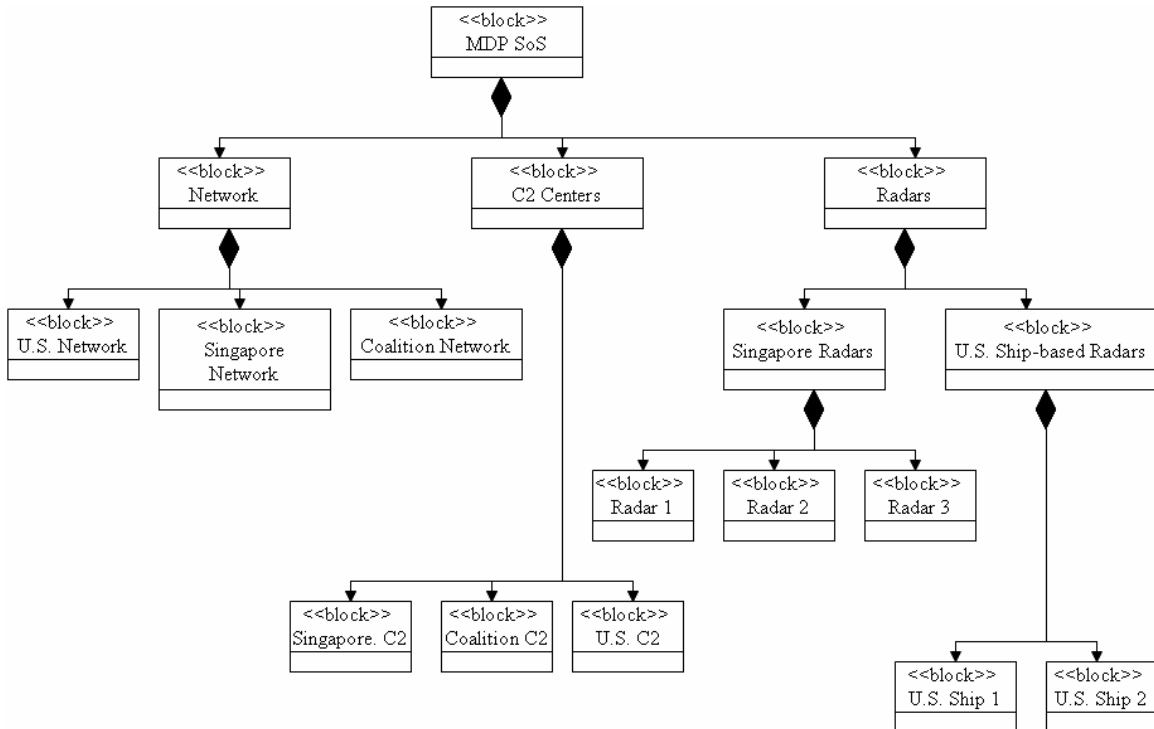 <<block>>
MDP SoS
<<block>>
Network
<<block>>
C2 Centers
<<block>>
Radars
<<block>>
U.S. Network
<<block>>
Singapore
Network
<<block>>
Coalition Network
<<block>>
Singapore Radars
<<block>>
U.S. Ship-based Radars
<<block>>
Radar 1
<<block>>
Radar 2
<<block>>
Radar 3
<<block>>
Singapore. C2
<<block>>
Coalition C2
<<block>>
U.S. C2
<<block>>
U.S. Ship 1
<<block>>
U.S. Ship 2